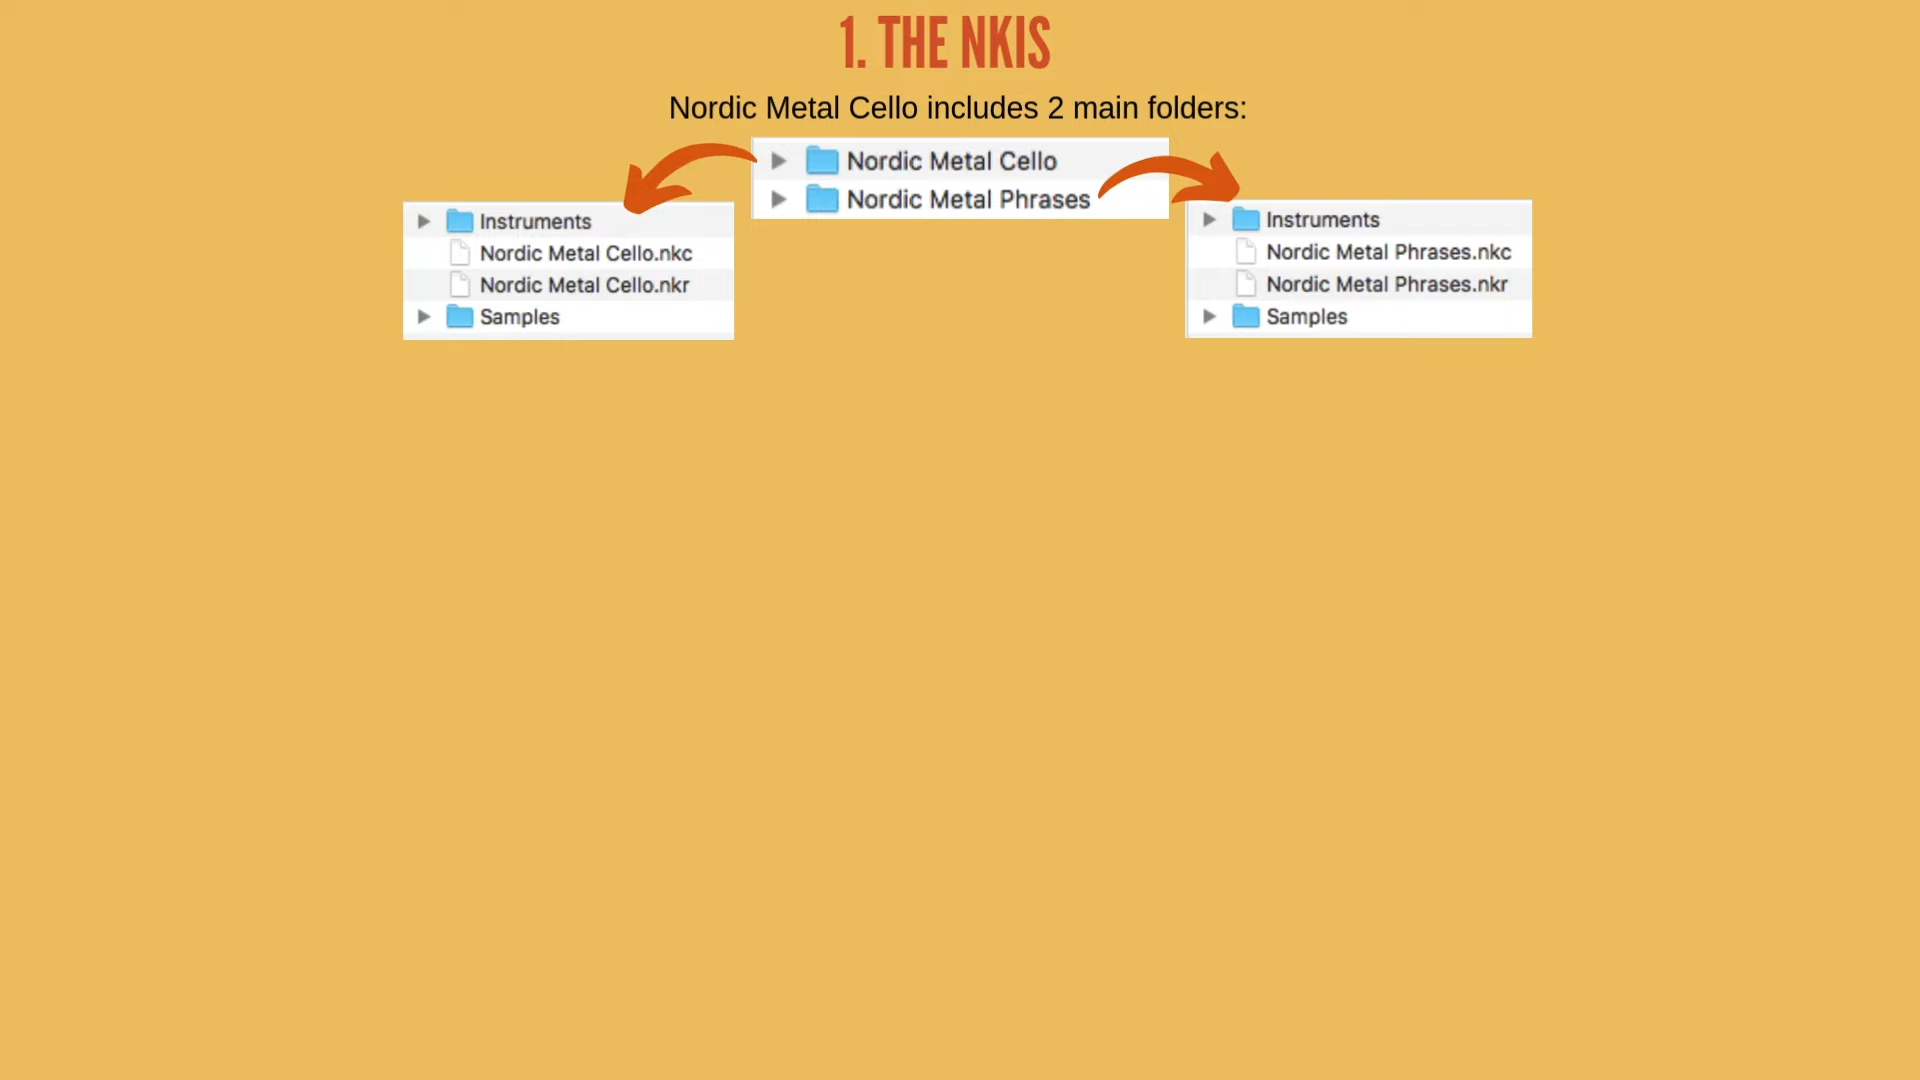 1. THE NKIS
Nordic Metal Cello includes 2 main folders:
Nordic Metal Cello
Nordic Metal Phrases
Instruments
Nordic Metal Cello.nkc
Nordic Metal Cello.nkr
Samples
Instruments
Nordic Metal Phrases.nkc
Nordic Metal Phrases.nkr
Samples